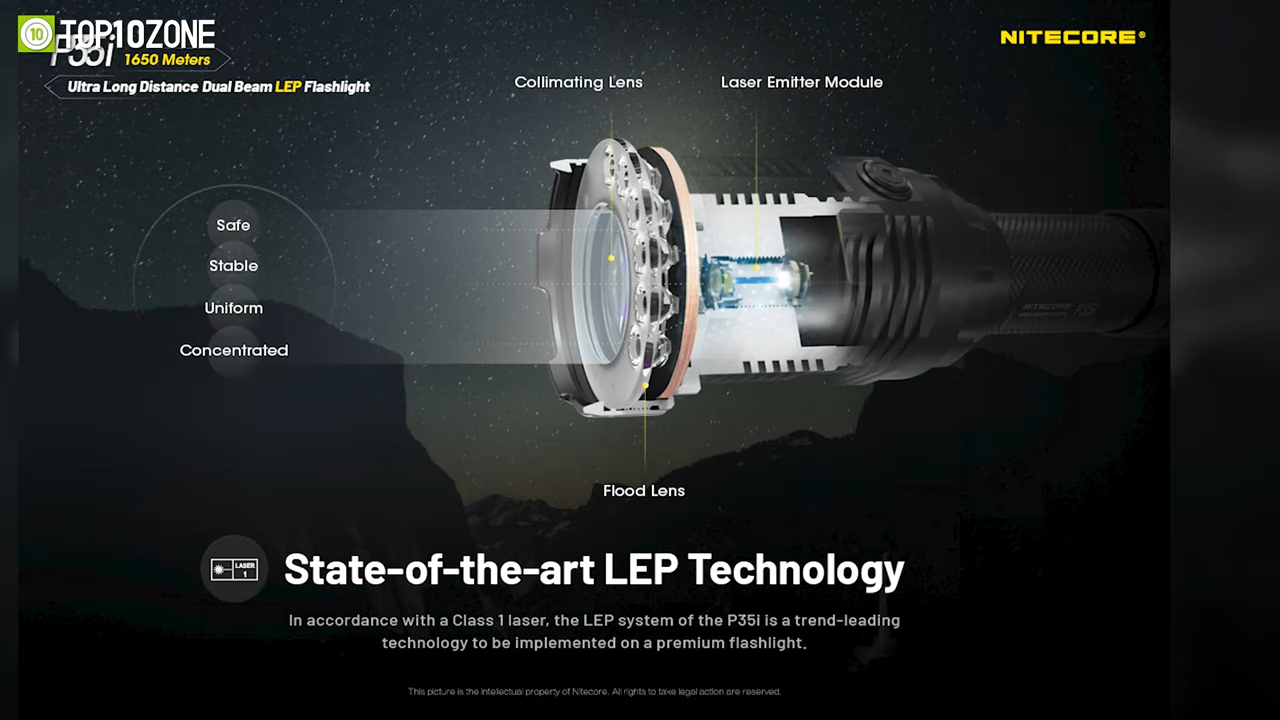 TOP10ZONE
10
P35i
1650 Meters
NITECORE®
Ultra Long Distance Dual Beam LEP Flashlight
Collimating Lens
Laser Emitter Module
Safe
Stable
Uniform
Concentrated
NITECORE
P35i
Flood Lens
LASER
1
State-of-the-art LEP Technology
In accordance with a Class 1 laser, the LEP system of the P35i is a trend-leading
technology to be implemented on a premium flashlight.
This picture is the intellectual property of Nitecore. All rights to take legal action are reserved.